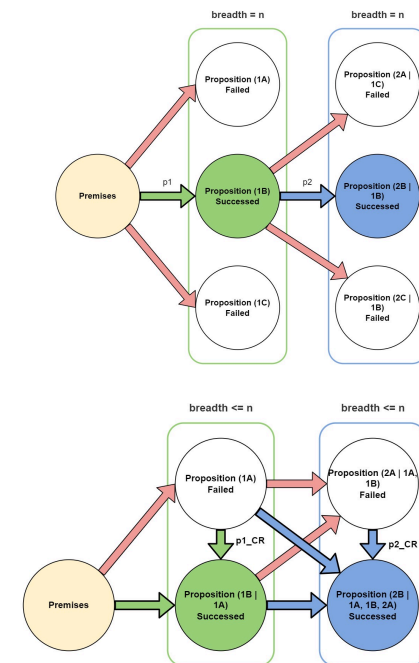 breadth = n
breadth = n
Proposition (1A)
Failed
Proposition (2A |
1C)
Failed
Premises
p1
Proposition (1B)
Successed
p2
Proposition (2B |
1B)
Successed
Proposition (1C)
Failed
Proposition (2C |
1B)
Failed
breadth <= n
breadth <= n
Proposition (1A)
Failed
Proposition (2A | 1A,
1B)
Failed
p1_CR
p2_CR
Premises
Proposition (1B |
1A)
Successed
Proposition (2B |
1A, 1B, 2A)
Successed